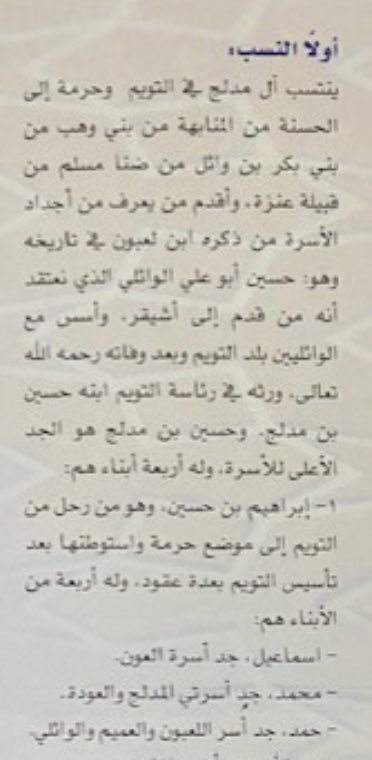 أولًا النسب:
ينتسب آل مدلج في التويم وحرمة إلى
الحسنة من المنابهة من بني وهب من
بني بكر بن وائل من ضنا مسلم من
قبيلة عنزة، وأقدم من يعرف من أجداد
الأسرة من ذكره ابن لعبون في تاريخه
وهو: حسين أبو علي الوائلي الذي نعتقد
أنه من قدم إلى أشيقر، وأسس مع
الوائليين بلد التويم وبعد وفاته رحمه الله
تعالى، ورثه في رئاسة التويم ابنه حسين
بن مدلج، وحسين بن مدلج هو الجد
الأعلى للأسرة، وله أربعة أبناء هم:
١- إبراهيم بن حسين، وهو من رحل من
التويم إلى موضع حرمة واستوطنها بعد
تأسيس التويم بعدة عقود، وله أربعة من
الأبناء هم:
- اسماعيل، جد أسرة العون.
- محمد، جد أسرتي المدلج والعودة.
- حمد، جد أسر اللعبون والعميم والوائلي.